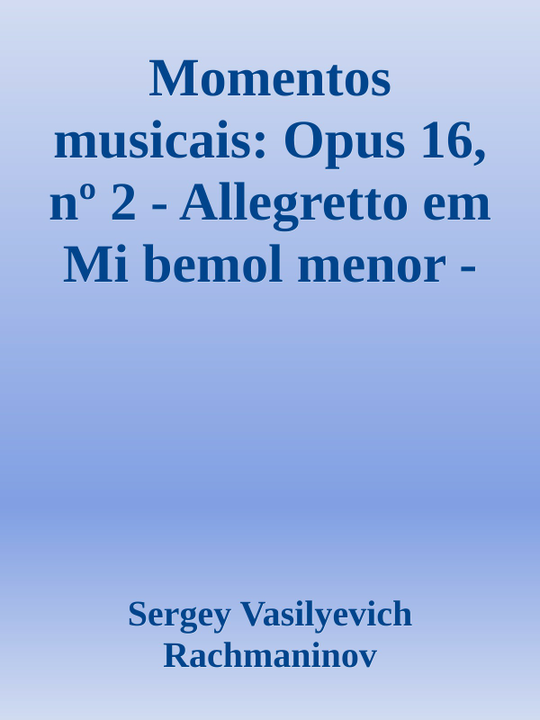 Momentos
musicais: Opus 16,
nº 2 - Allegretto em
Mi bemol menor -
Sergey Vasilyevich
Rachmaninov